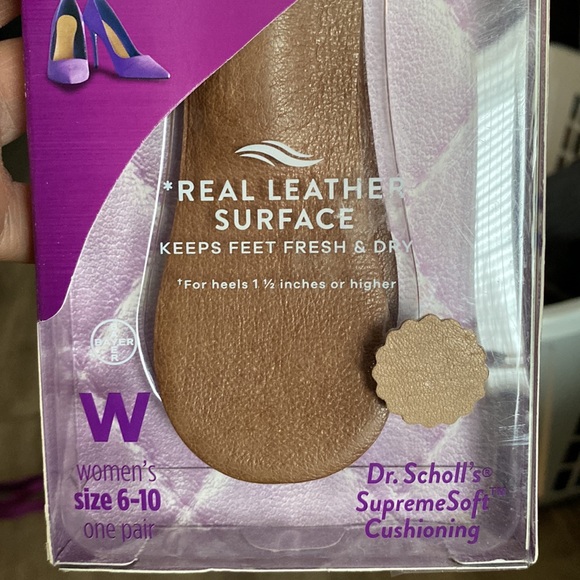 *REAL LEATHER
SURFACE
KEEPS FEET FRESH & DRY
†For heels 1 ½ inches or higher
BAYER
W
women's
size 6-10
one pair
Dr. Scholl's®
SupremeSoft™
Cushioning